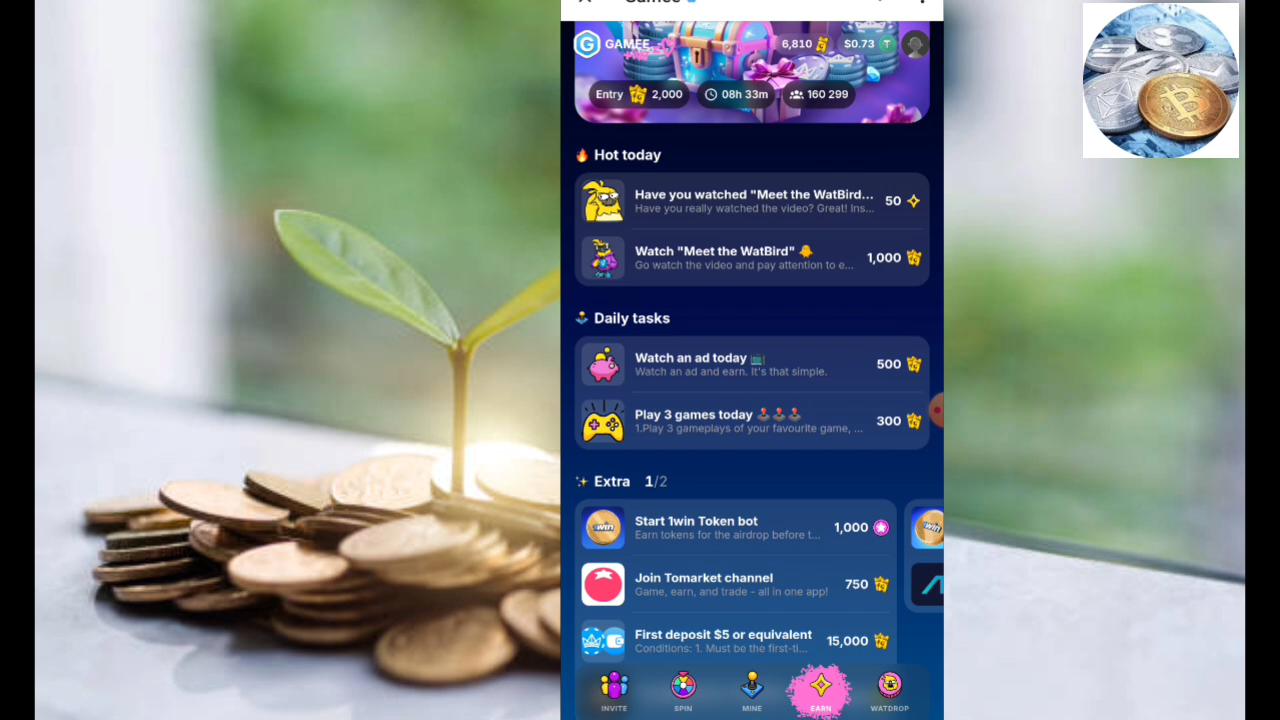 GAMEE
6,810
$0.73
Entry 2,000
08h 33m
160 299
Hot today
Have you watched "Meet the WatBird...
Have you really watched the video? Great! Ins...
50
Watch "Meet the WatBird"
Go watch the video and pay attention to e...
1,000
Daily tasks
Watch an ad today
Watch an ad and earn. It's that simple.
500
Play 3 games today
1.Play 3 gameplays of your favourite game, ...
300
Extra 1/2
Start 1win Token bot
Earn tokens for the airdrop before t...
1,000
Join Tomarket channel
Game, earn, and trade - all in one app!
750
First deposit $5 or equivalent
Conditions: 1. Must be the first-ti...
15,000
INVITE
SPIN
MINE
EARN
WATDROP